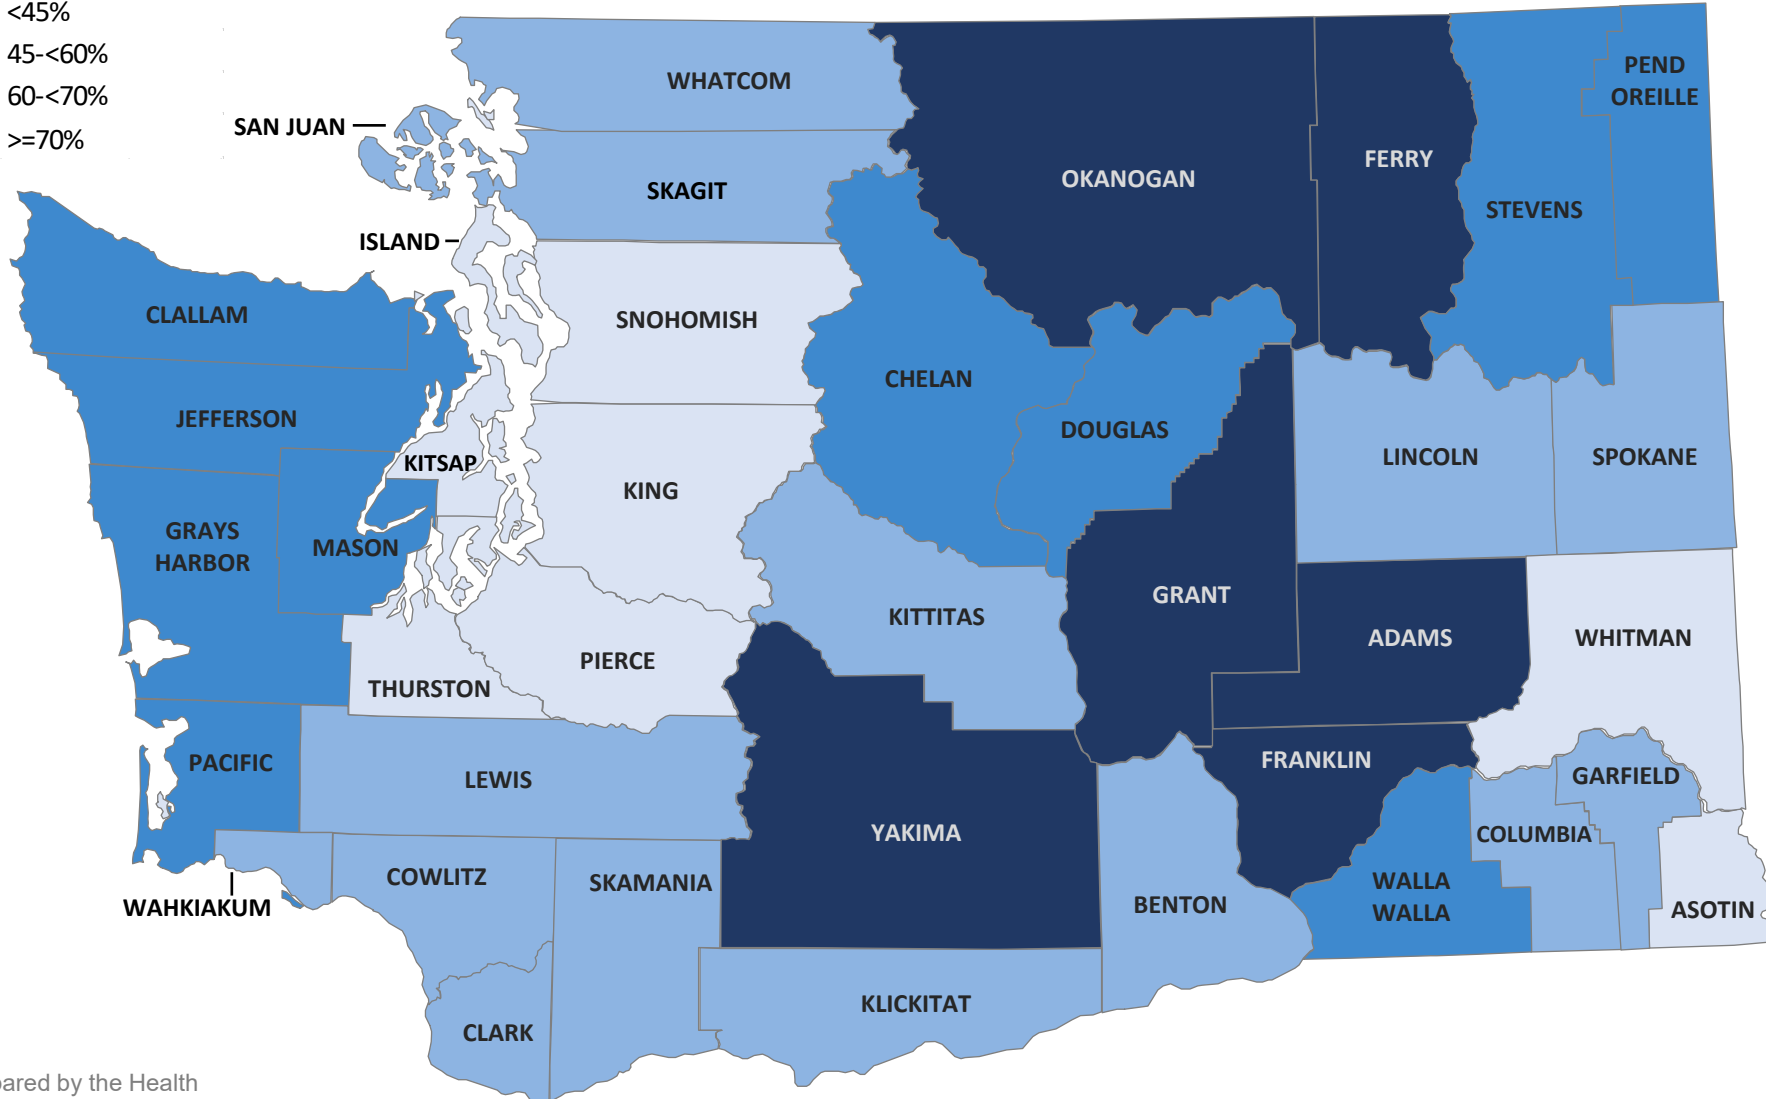 <45%
45-<60%
60-<70%
>=70%
WHATCOM
SAN JUAN
SKAGIT
ISLAND
OKANOGAN
FERRY
STEVENS
PEND
OREILLE
CLALLAM
SNOHOMISH
CHELAN
JEFFERSON
DOUGLAS
KITSAP
KING
LINCOLN
SPOKANE
GRAYS
HARBOR
MASON
GRANT
KITTITAS
ADAMS
WHITMAN
THURSTON
PIERCE
PACIFIC
LEWIS
FRANKLIN
GARFIELD
YAKIMA
COLUMBIA
COWLITZ
SKAMANIA
WAHKIAKUM
BENTON
WALLA
WALLA
ASOTIN
KLICKITAT
CLARK
pared by the Health